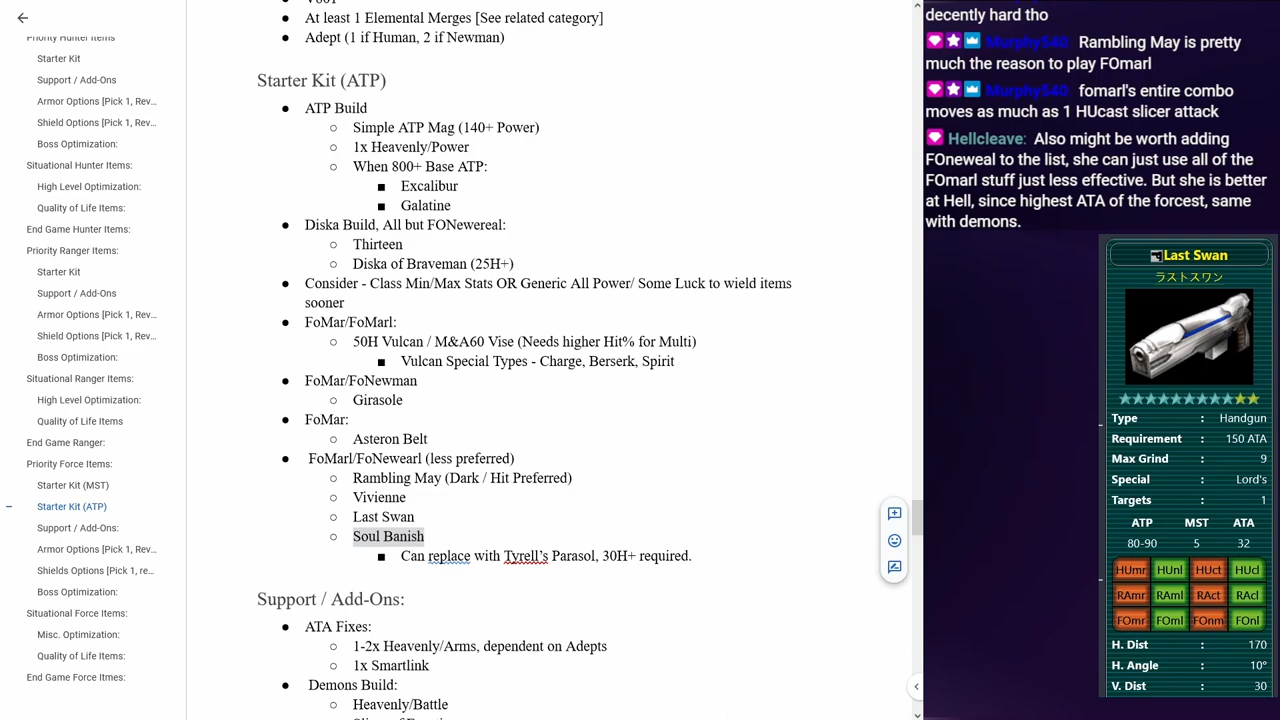 Priority Hunter Items
Starter Kit
Support / Add-Ons
Armor Options [Pick 1, Rev...
Shield Options [Pick 1, Rev...
Boss Optimization:
Situational Hunter Items:
High Level Optimization:
Quality of Life Items:
End Game Hunter Items:
Priority Ranger Items:
Starter Kit
Support / Add-Ons
Armor Options [Pick 1, Rev...
Shield Options [Pick 1, Rev...
Boss Optimization:
Situational Ranger Items:
High Level Optimization:
Quality of Life Items
End Game Ranger:
Priority Force Items:
Starter Kit (MST)
Starter Kit (ATP)
Support / Add-Ons:
Armor Options [Pick 1, Rev...
Shields Options [Pick 1, re...
Boss Optimization:
Situational Force Items:
Misc. Optimization:
Quality of Life Items:
End Game Force Itmes:
At least 1 Elemental Merges [See related category]
Adept (1 if Human, 2 if Newman)
Starter Kit (ATP)
ATP Build
Simple ATP Mag (140+ Power)
1x Heavenly/Power
When 800+ Base ATP:
Excalibur
Galatine
Diska Build, All but FONewereal:
Thirteen
Diska of Braveman (25H+)
Consider - Class Min/Max Stats OR Generic All Power/ Some Luck to wield items
sooner
FoMar/FoMarl:
50H Vulcan / M&A60 Vise (Needs higher Hit% for Multi)
Vulcan Special Types - Charge, Berserk, Spirit
FoMar/FoNewman
Girasole
FoMar:
Asteron Belt
FoMarl/FoNewearl (less preferred)
Rambling May (Dark / Hit Preferred)
Vivienne
Last Swan
Soul Banish
Can replace with Tyrell's Parasol, 30H+ required.
Support / Add-Ons:
ATA Fixes:
1-2x Heavenly/Arms, dependent on Adepts
1x Smartlink
Demons Build:
Heavenly/Battle
decently hard tho
Murphy540 Rambling May is pretty
much the reason to play FOmarl
Murphy540 fomarl's entire combo
moves as much as 1 HUcast slicer attack
Hellcleave: Also might be worth adding
FOneweal to the list, she can just use all of the
FOmarl stuff just less effective. But she is better
at Hell, since highest ATA of the forcest, same
with demons.
Last Swan
ラストスワン
Type : Handgun
Requirement : 150 ATA
Max Grind : 9
Special : Lord's
Targets : 1
ATP MST ATA
80-90 5 32
HUmr HUnl HUct HUcl
RAmr RAml RAct RAcl
FOmr FOml FOnm FOnl
H. Dist : 170
H. Angle : 10°
V. Dist : 30